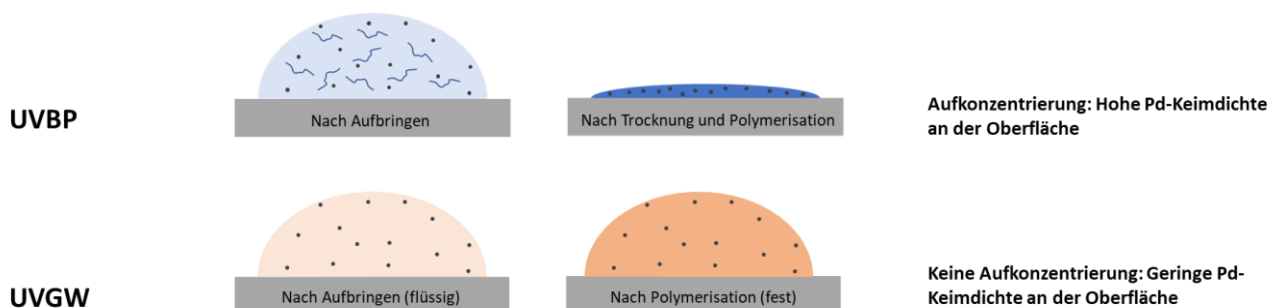 UVBP
Nach Aufbringen
Nach Trocknung und Polymerisation
Aufkonzentrierung: Hohe Pd-Keimdichte
an der Oberfläche
UVGW
Nach Aufbringen (flüssig)
Nach Polymerisation (fest)
Keine Aufkonzentrierung: Geringe Pd-
Keimdichte an der Oberfläche